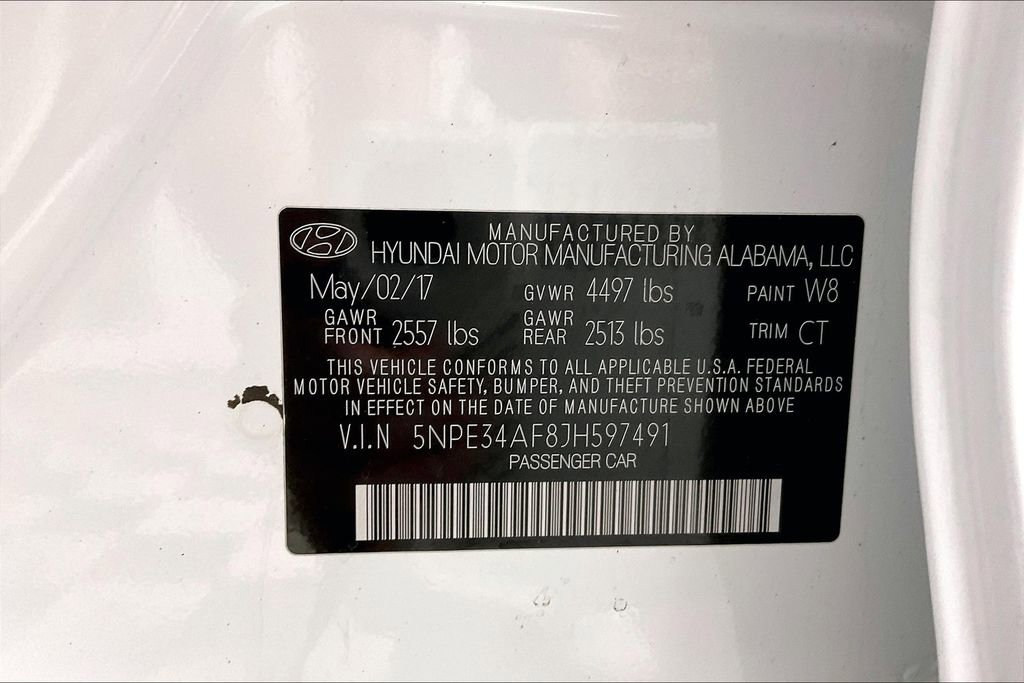 MANUFACTURED BY
HYUNDAI MOTOR MANUFACTURING ALABAMA, LLC
May/02/17 GVWR 4497 lbs PAINT W8
GAWR FRONT 2557 lbs GAWR REAR 2513 lbs TRIM CT
THIS VEHICLE CONFORMS TO ALL APPLICABLE U.S.A. FEDERAL
MOTOR VEHICLE SAFETY, BUMPER, AND THEFT PREVENTION STANDARDS
IN EFFECT ON THE DATE OF MANUFACTURE SHOWN ABOVE
V.I.N 5NPE34AF8JH597491
PASSENGER CAR